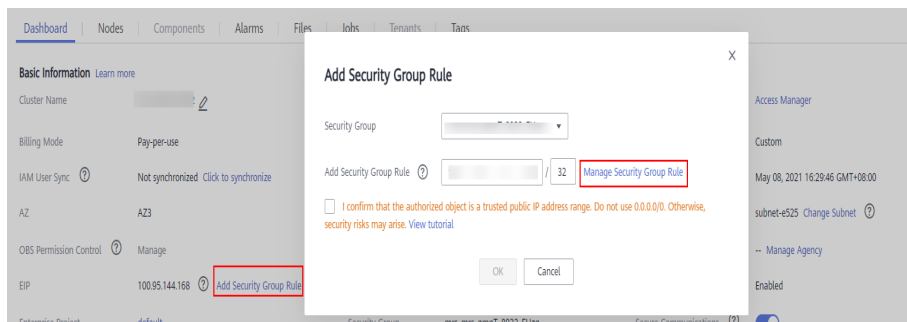 Dashboard Nodes Components Alarms Files Jobs Tenants Tags
X
Add Security Group Rule
Basic Information Learn more
Cluster Name
Access Manager
Security Group
Billing Mode Pay-per-use
Custom
IAM User Sync ? Not synchronized Click to synchronize
Add Security Group Rule ? / 32 Manage Security Group Rule
May 08, 2021 16:29:46 GMT+08:00
AZ AZ3
I confirm that the authorized object is a trusted public IP address range. Do not use 0.0.0.0/0. Otherwise,
security risks may arise. View tutorial
subnet-e525 Change Subnet ?
OBS Permission Control ? Manage
-- Manage Agency
OK Cancel
EIP 100.95.144.168 ? Add Security Group Rule
Enabled
Enterprise Project default Security Group Secure Communications ?